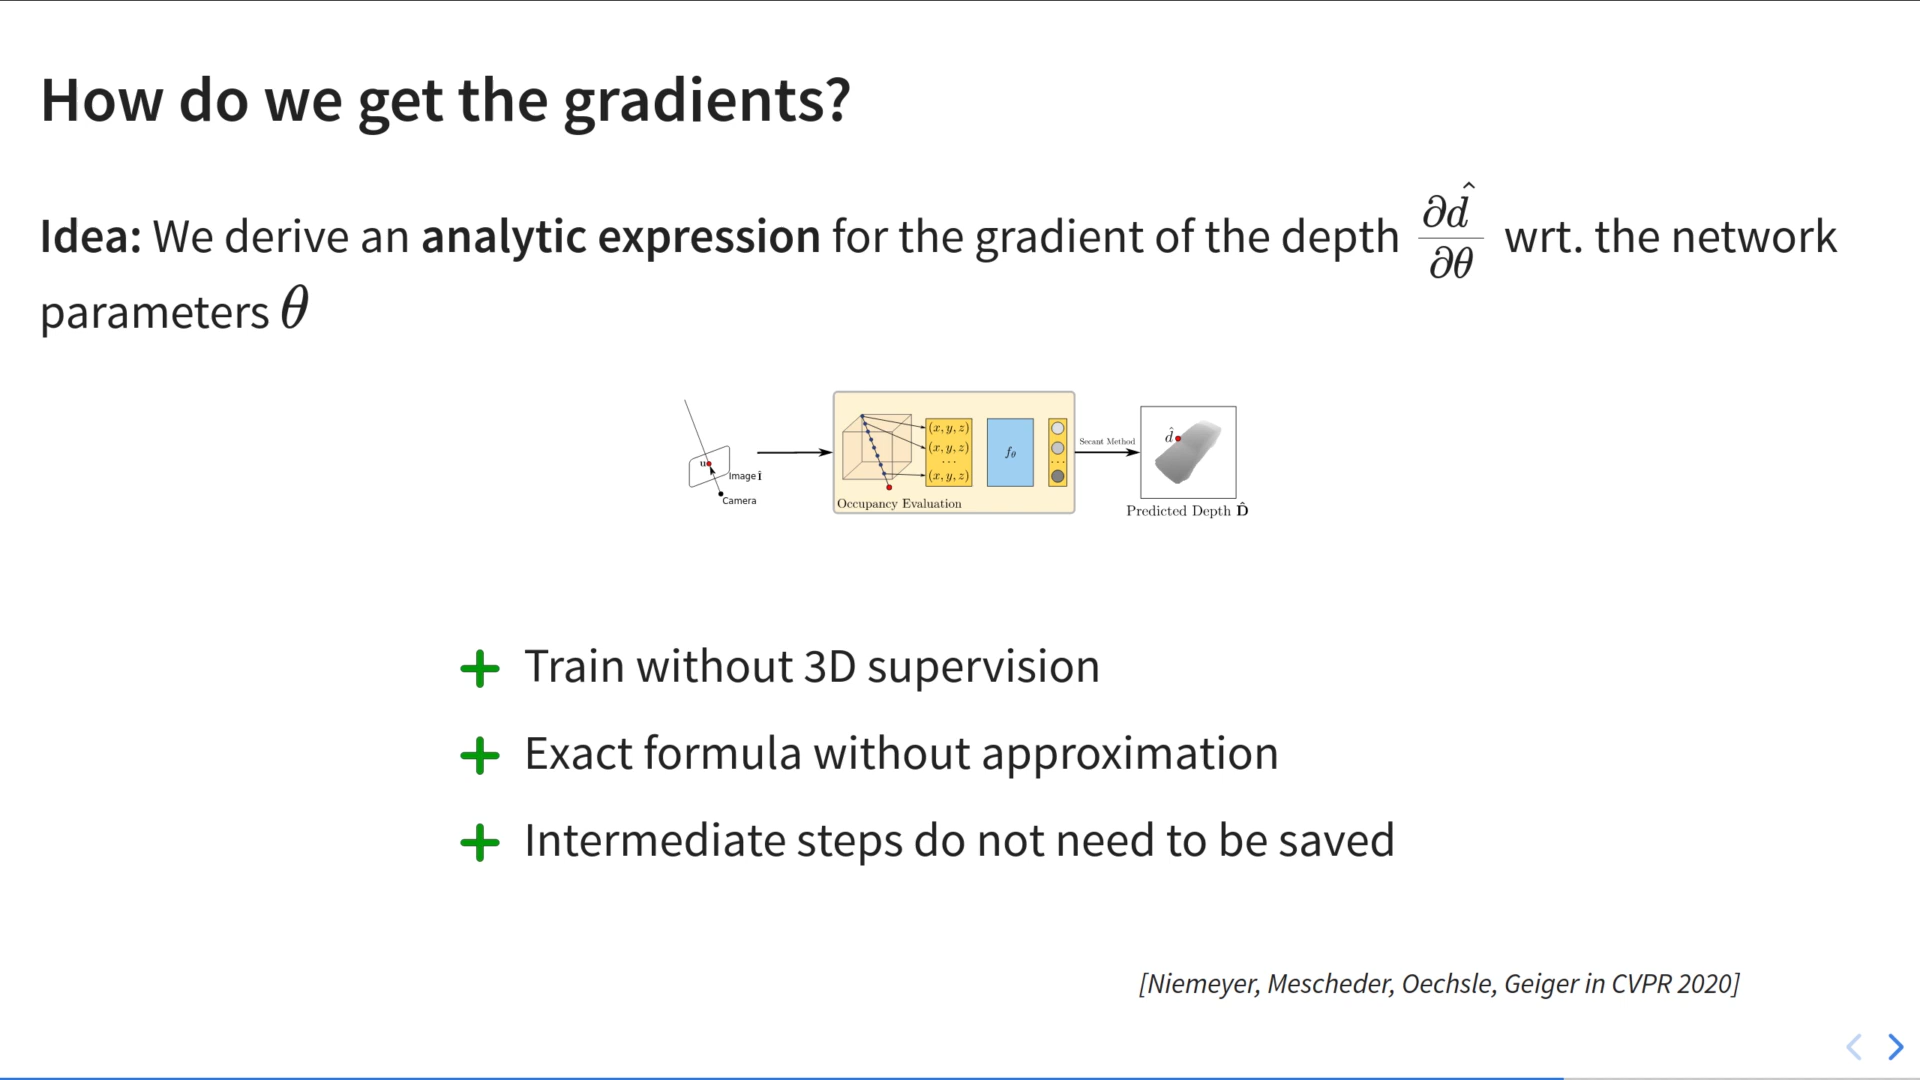 How do we get the gradients?
Idea: We derive an analytic expression for the gradient of the depth ∂d̂/∂θ wrt. the network
parameters θ
u
Image Î
Camera
(x, y, z)
(x, y, z)
...
(x, y, z)
fθ
...
Occupancy Evaluation
Secant Method
d̂
Predicted Depth D̂
Train without 3D supervision
Exact formula without approximation
Intermediate steps do not need to be saved
[Niemeyer, Mescheder, Oechsle, Geiger in CVPR 2020]